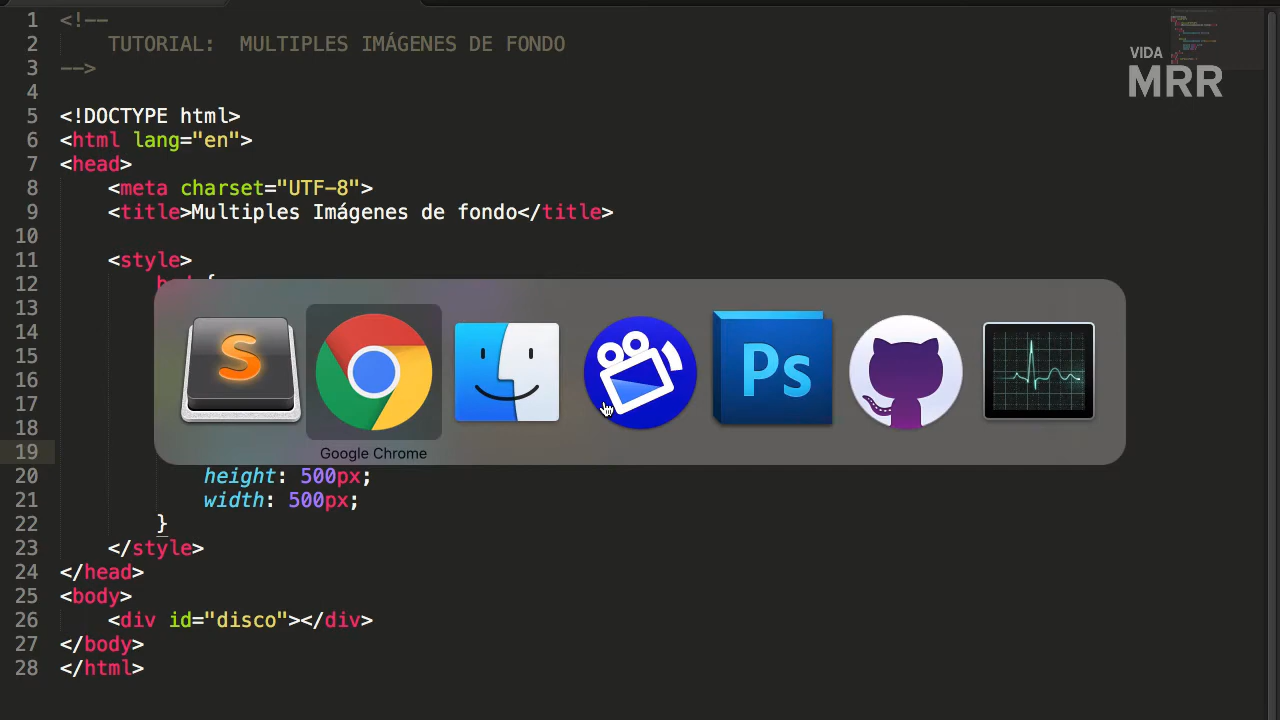 1 <!--
2 TUTORIAL: MULTIPLES IMÁGENES DE FONDO
3 -->
4
5 <!DOCTYPE html>
6 <html lang="en">
7 <head>
8 <meta charset="UTF-8">
9 <title>Multiples Imágenes de fondo</title>
10
11 <style>
12
13
14
15
16
17
18
19
20 height: 500px;
21 width: 500px;
22 }
23 </style>
24 </head>
25 <body>
26 <div id="disco"></div>
27 </body>
28 </html>
VIDA
MRR
S
Ps
Google Chrome